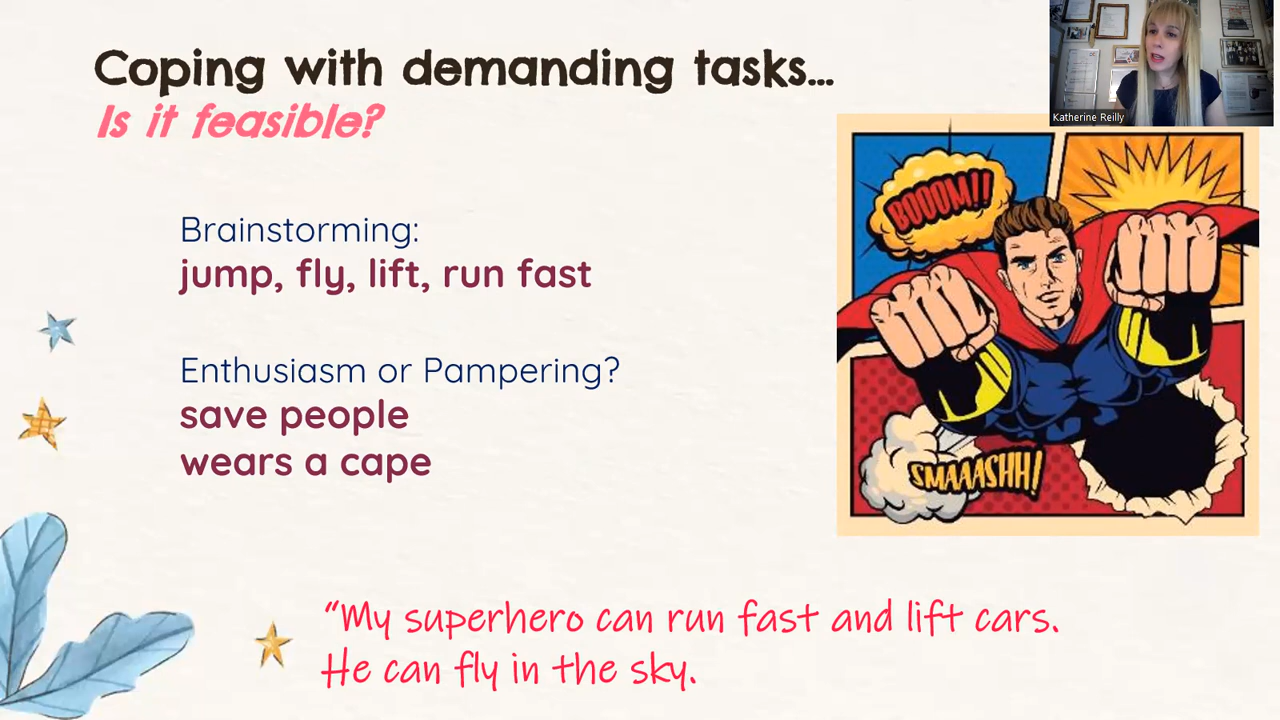 Coping with demanding tasks...
Is it feasible?
Katherine Reilly
Brainstorming:
jump, fly, lift, run fast
Enthusiasm or Pampering?
save people
wears a cape
BOOOM!!
SMAAASHH!
“My superhero can run fast and lift cars.
He can fly in the sky.